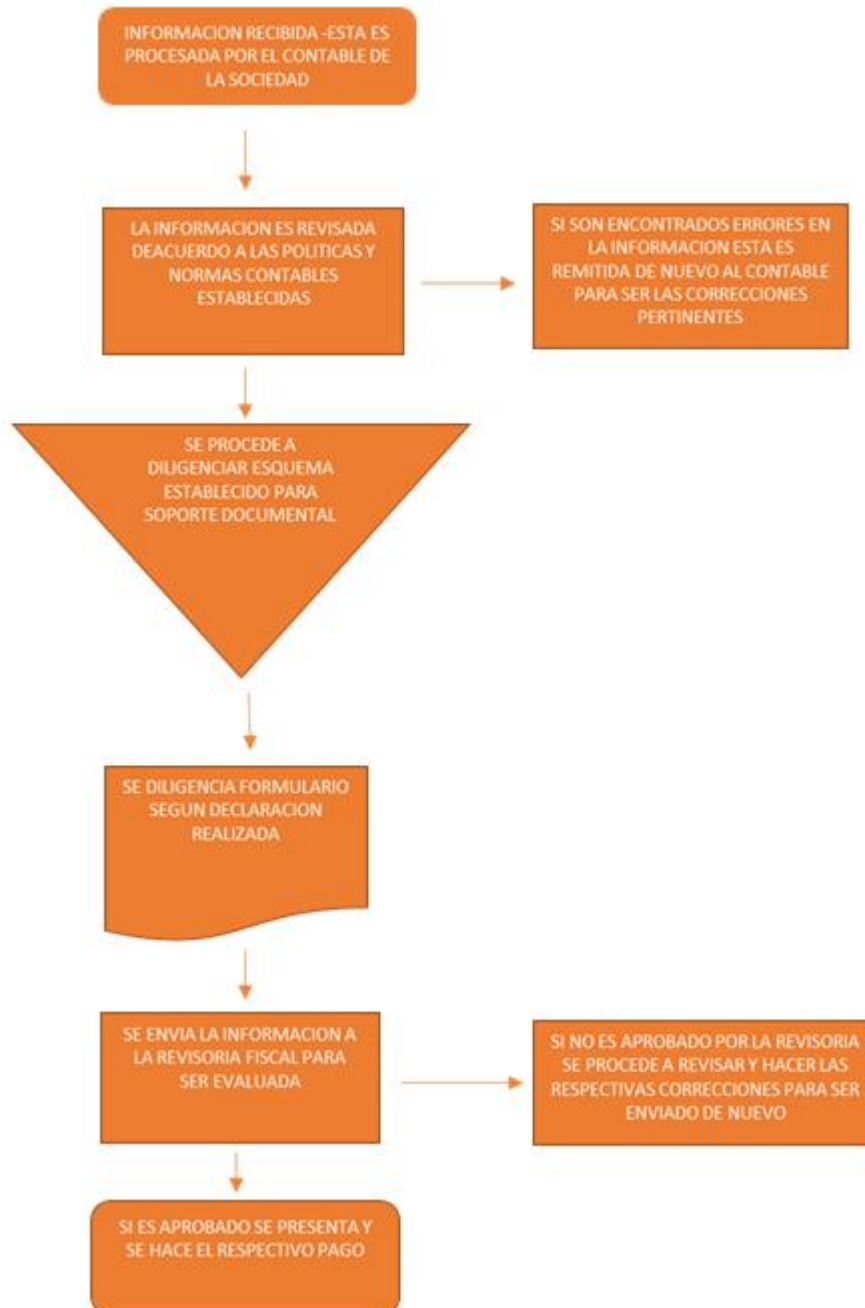 INFORMACION RECIBIDA -ESTA ES
PROCESADA POR EL CONTABLE DE
LA SOCIEDAD
LA INFORMACION ES REVISADA
DEACUERDO A LAS POLITICAS Y
NORMAS CONTABLES
ESTABLECIDAS
SI SON ENCONTRADOS ERRORES EN
LA INFORMACION ESTA ES
REMITIDA DE NUEVO AL CONTABLE
PARA SER LAS CORRECCIONES
PERTINENTES
SE PROCEDE A
DILIGENCIAR ESQUEMA
ESTABLECIDO PARA
SOPORTE DOCUMENTAL
SE DILIGENCIA FORMULARIO
SEGUN DECLARACION
REALIZADA
SE ENVIA LA INFORMACION A
LA REVISORIA FISCAL PARA
SER EVALUADA
SI NO ES APROBADO POR LA REVISORIA
SE PROCEDE A REVISAR Y HACER LAS
RESPECTIVAS CORRECCIONES PARA SER
ENVIADO DE NUEVO
SI ES APROBADO SE PRESENTA Y
SE HACE EL RESPECTIVO PAGO